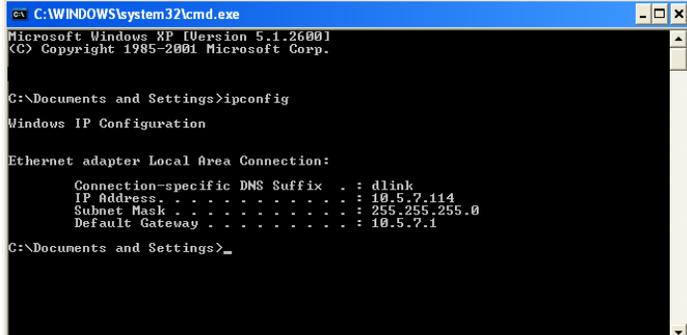 C:\WINDOWS\system32\cmd.exe
Microsoft Windows XP [Version 5.1.2600]
(C) Copyright 1985-2001 Microsoft Corp.
C:\Documents and Settings>ipconfig
Windows IP Configuration
Ethernet adapter Local Area Connection:
Connection-specific DNS Suffix . : dlink
IP Address. . . . . . . . . . . . : 10.5.7.114
Subnet Mask . . . . . . . . . . . : 255.255.255.0
Default Gateway . . . . . . . . . : 10.5.7.1
C:\Documents and Settings>_